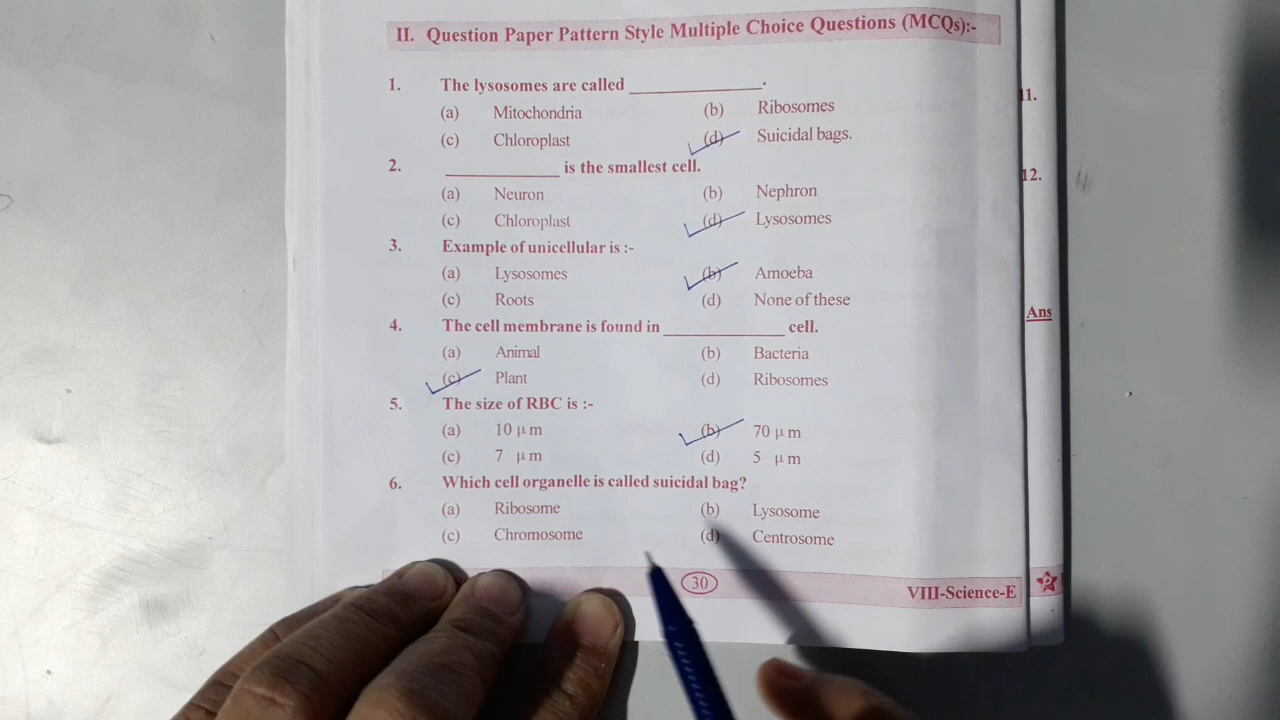 II. Question Paper Pattern Style Multiple Choice Questions (MCQs):-
1. The lysosomes are called ______________.
(a) Mitochondria (b) Ribosomes
(c) Chloroplast (d) Suicidal bags.
2. ____________ is the smallest cell.
(a) Neuron (b) Nephron
(c) Chloroplast (d) Lysosomes
3. Example of unicellular is :-
(a) Lysosomes (b) Amoeba
(c) Roots (d) None of these
4. The cell membrane is found in _____________ cell.
(a) Animal (b) Bacteria
(c) Plant (d) Ribosomes
5. The size of RBC is :-
(a) 10 μm (b) 70 μm
(c) 7 μm (d) 5 μm
6. Which cell organelle is called suicidal bag?
(a) Ribosome (b) Lysosome
(c) Chromosome (d) Centrosome
30
VIII-Science-E
11.
12.
Ans